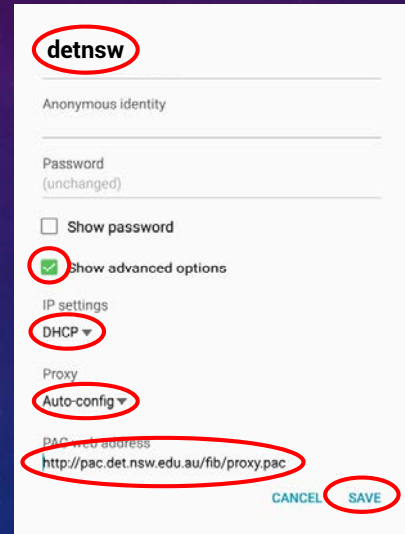 detnsw
Anonymous identity
Password
(unchanged)
Show password
Show advanced options
IP settings
DHCP
Proxy
Auto-config
PAC web address
http://pac.det.nsw.edu.au/fib/proxy.pac
CANCEL SAVE